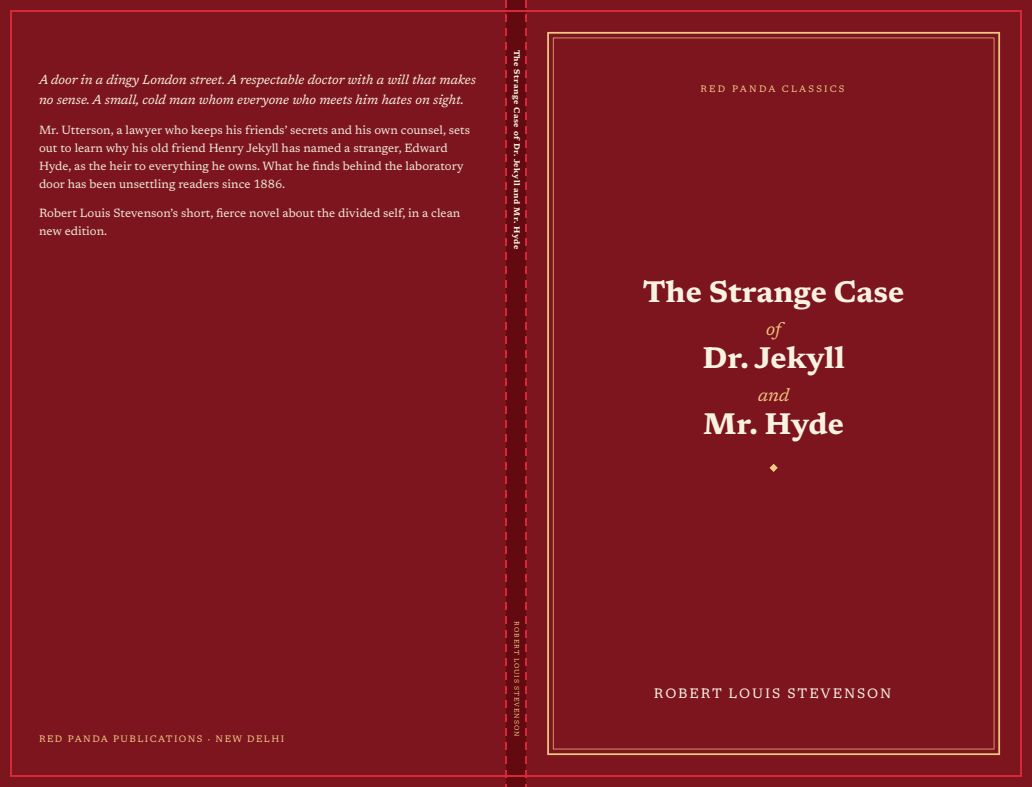 A door in a dingy London street. A respectable doctor with a will that makes
no sense. A small, cold man whom everyone who meets him hates on sight.
Mr. Utterson, a lawyer who keeps his friends’ secrets and his own counsel, sets
out to learn why his old friend Henry Jekyll has named a stranger, Edward
Hyde, as the heir to everything he owns. What he finds behind the laboratory
door has been unsettling readers since 1886.
Robert Louis Stevenson’s short, fierce novel about the divided self, in a clean
new edition.
RED PANDA PUBLICATIONS · NEW DELHI
The Strange Case of Dr. Jekyll and Mr. Hyde
ROBERT LOUIS STEVENSON
RED PANDA CLASSICS
The Strange Case
of
Dr. Jekyll
and
Mr. Hyde
ROBERT LOUIS STEVENSON